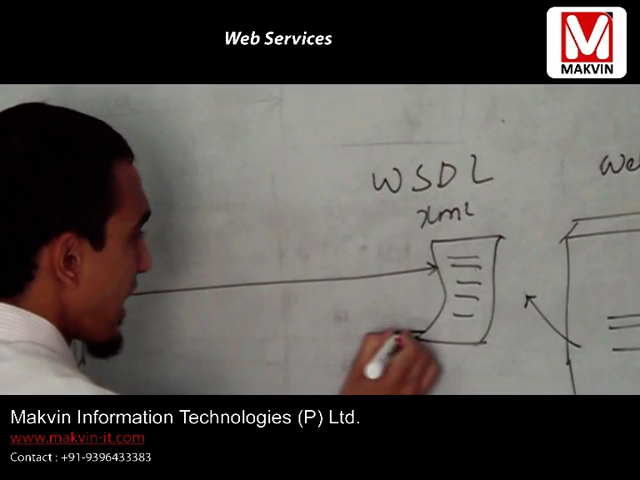 Web Services
MAKVIN
WSDL
xml
We
Makvin Information Technologies (P) Ltd.
www.makvin-it.com
Contact : +91-9396433383